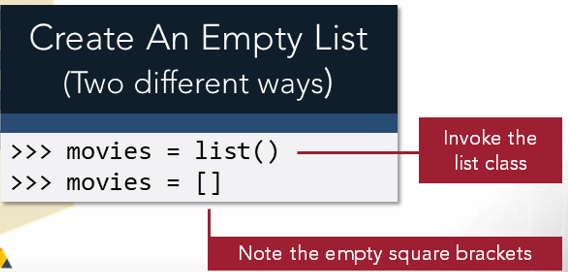 Create An Empty List
(Two different ways)
>>> movies = list()
>>> movies = []
Invoke the
list class
Note the empty square brackets